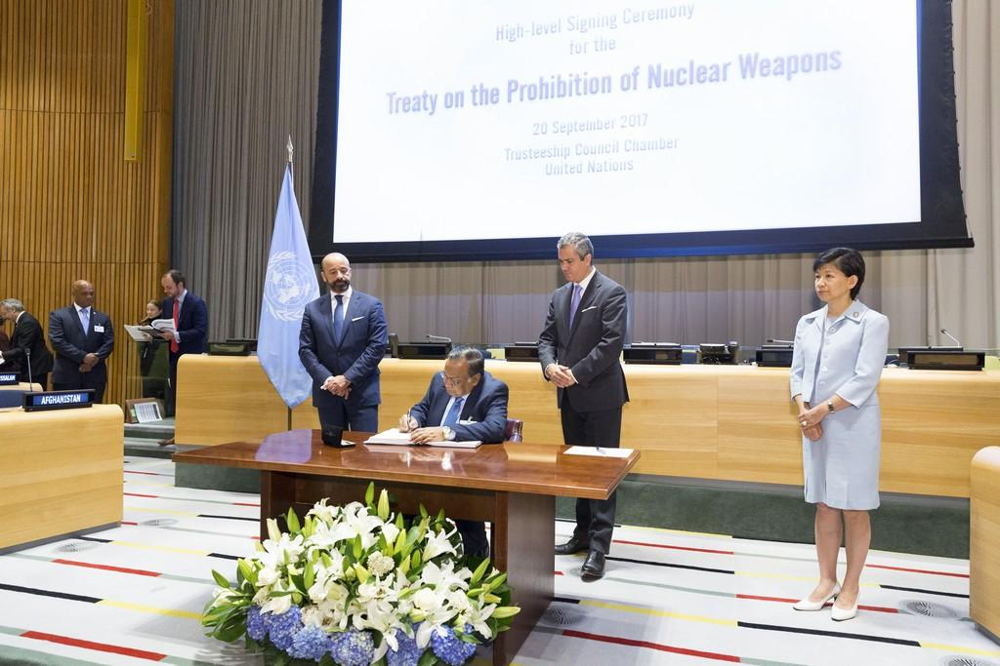 High-level Signing Ceremony
for the
Treaty on the Prohibition of Nuclear Weapons
20 September 2017
Trusteeship Council Chamber
United Nations
AFGHANISTAN